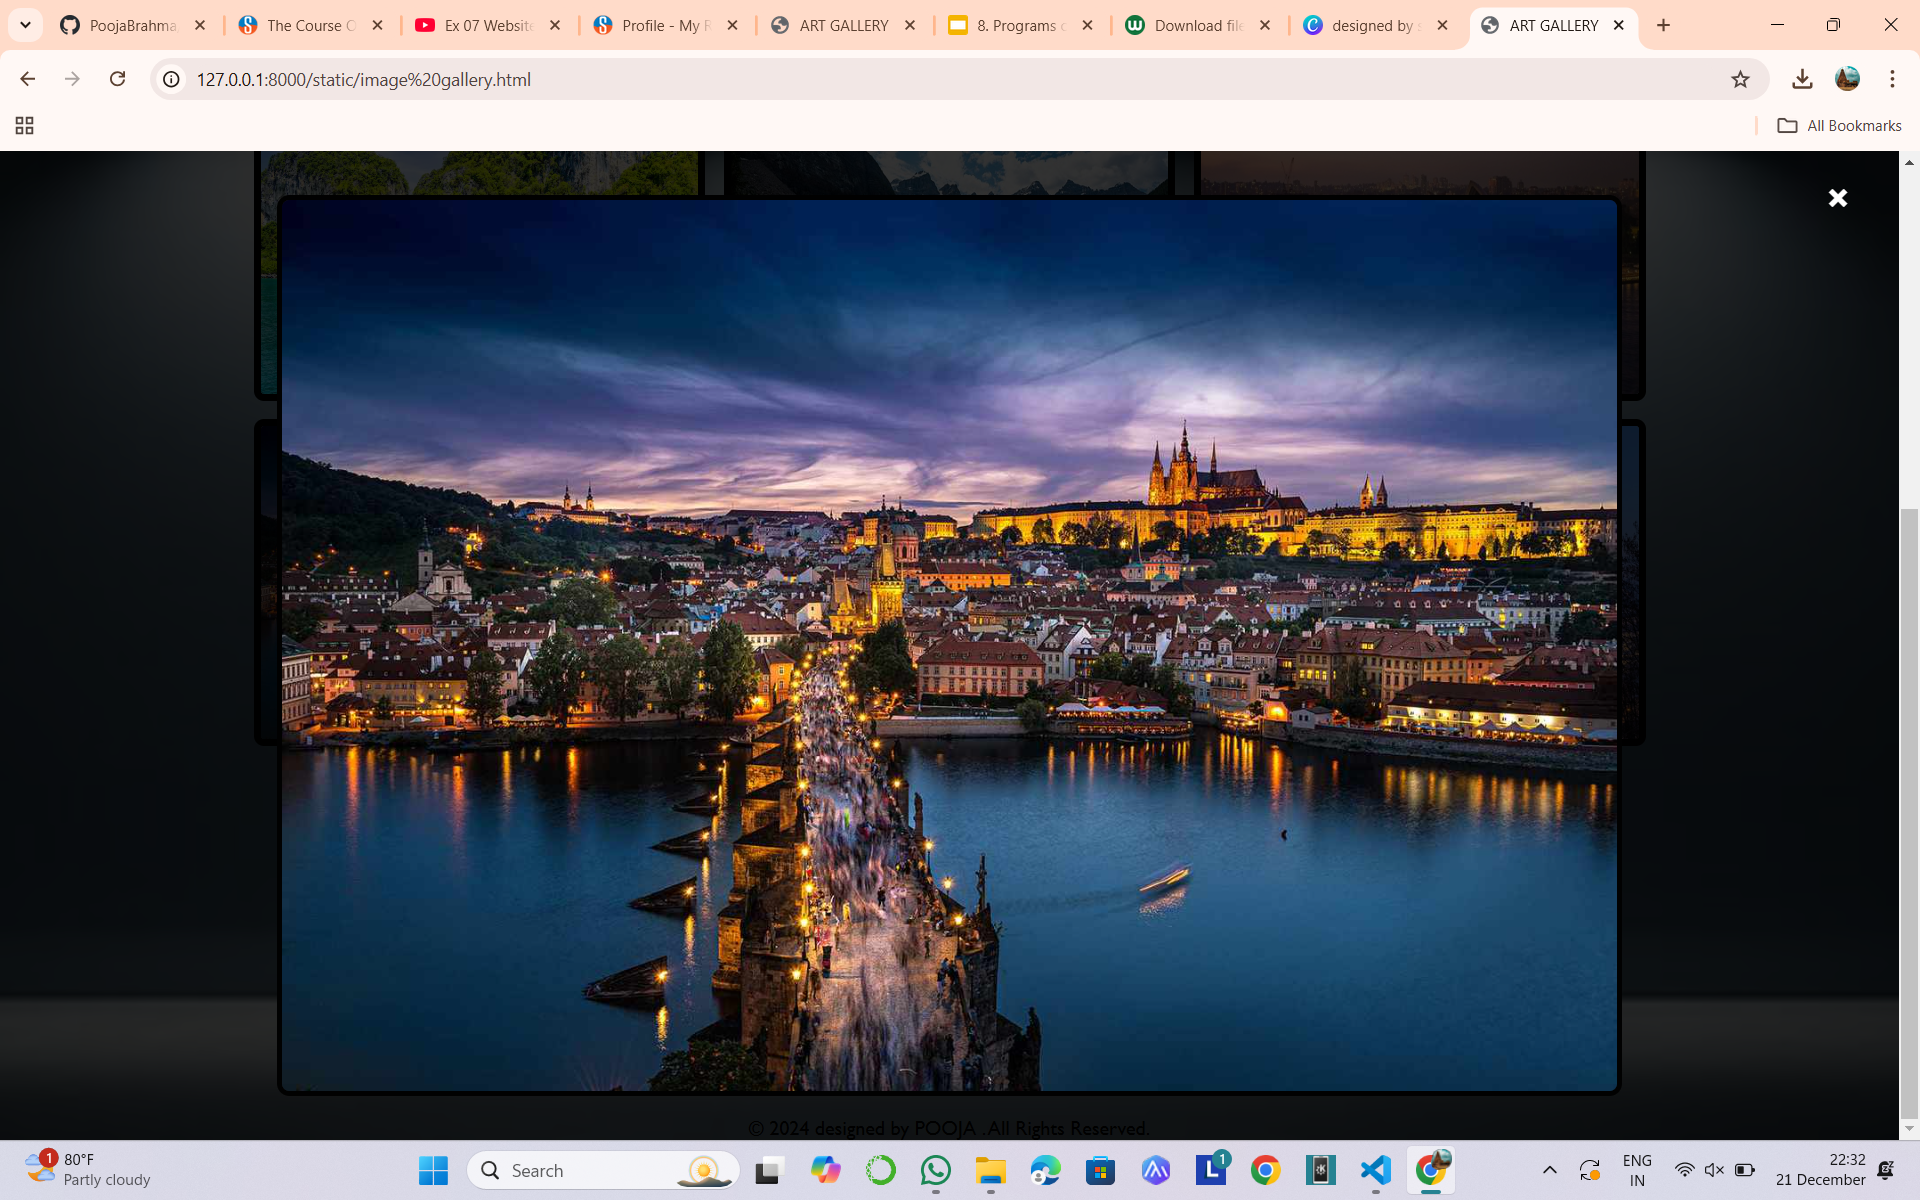 PoojaBrahma
The Course O
Ex 07 Website
Profile - My R
ART GALLERY
8. Programs o
Download file
designed by s
ART GALLERY
127.0.0.1:8000/static/image%20gallery.html
All Bookmarks
© 2024 designed by POOJA .All Rights Reserved.
1
80°F
Partly cloudy
Search
L
1
ENG
IN
22:32
21 December